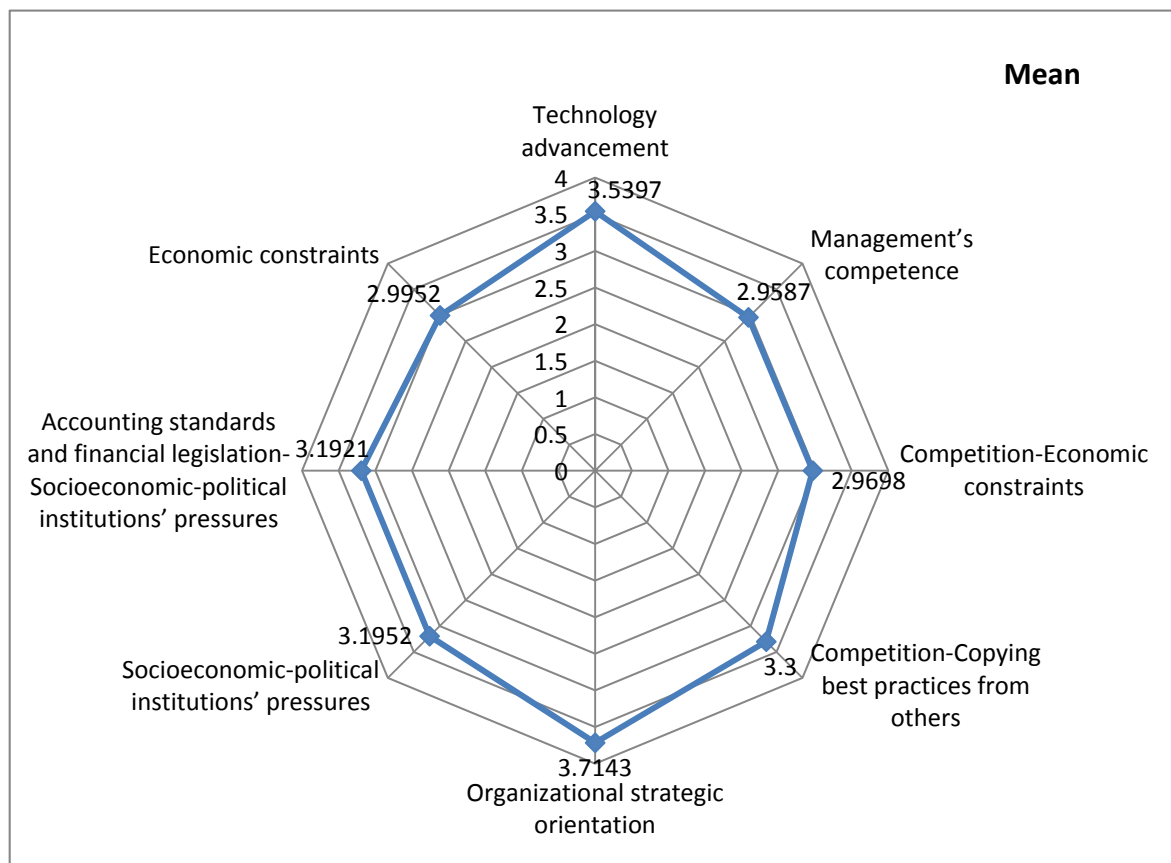 Mean
Technology
advancement
3.5397
Management’s
competence
2.9587
Competition-Economic
constraints
2.9698
Competition-Copying
best practices from
others
3.3
Organizational strategic
orientation
3.7143
Socioeconomic-political
institutions’ pressures
3.1952
Accounting standards
and financial legislation-
Socioeconomic-political
institutions’ pressures
3.1921
Economic constraints
2.9952
4
3.5
3
2.5
2
1.5
1
0.5
0